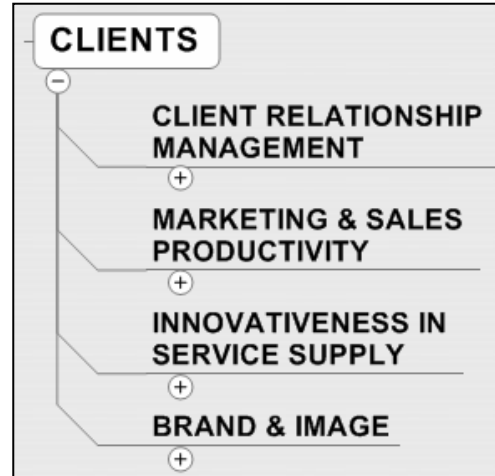 CLIENTS
CLIENT RELATIONSHIP
MANAGEMENT
MARKETING & SALES
PRODUCTIVITY
INNOVATIVENESS IN
SERVICE SUPPLY
BRAND & IMAGE